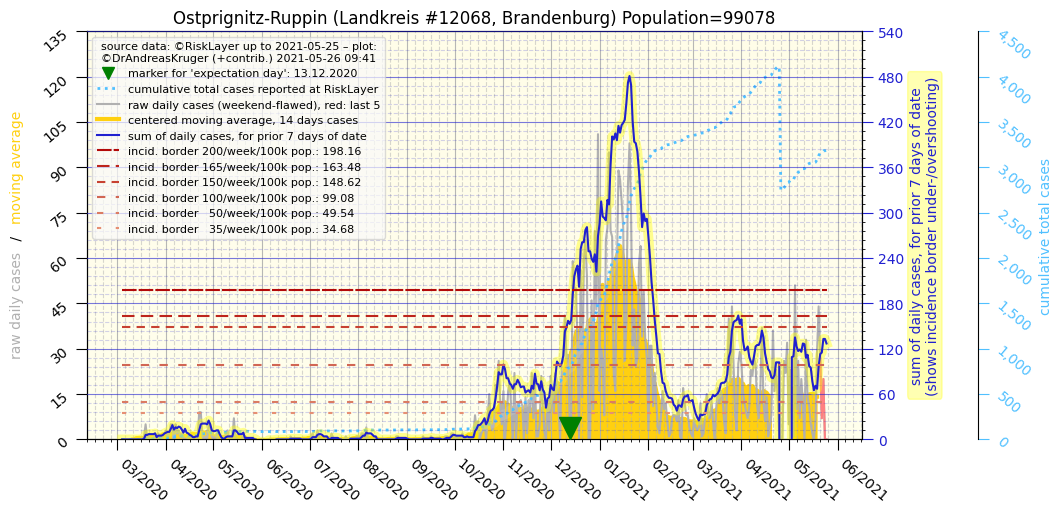 Ostprignitz-Ruppin (Landkreis #12068, Brandenburg) Population=99078
source data: ©RiskLayer up to 2021-05-25 – plot:
©DrAndreasKruger (+contrib.) 2021-05-26 09:41
marker for 'expectation day': 13.12.2020
cumulative total cases reported at RiskLayer
raw daily cases (weekend-flawed), red: last 5
centered moving average, 14 days cases
sum of daily cases, for prior 7 days of date
incid. border 200/week/100k pop.: 198.16
incid. border 165/week/100k pop.: 163.48
incid. border 150/week/100k pop.: 148.62
incid. border 100/week/100k pop.: 99.08
incid. border 50/week/100k pop.: 49.54
incid. border 35/week/100k pop.: 34.68
raw daily cases / moving average
135
120
105
90
75
60
45
30
15
0
540
480
420
360
300
240
180
120
60
0
sum of daily cases, for prior 7 days of date
(shows incidence border under-/overshooting)
4,500
4,000
3,500
3,000
2,500
2,000
1,500
1,000
500
0
cumulative total cases
03/2020
04/2020
05/2020
06/2020
07/2020
08/2020
09/2020
10/2020
11/2020
12/2020
01/2021
02/2021
03/2021
04/2021
05/2021
06/2021